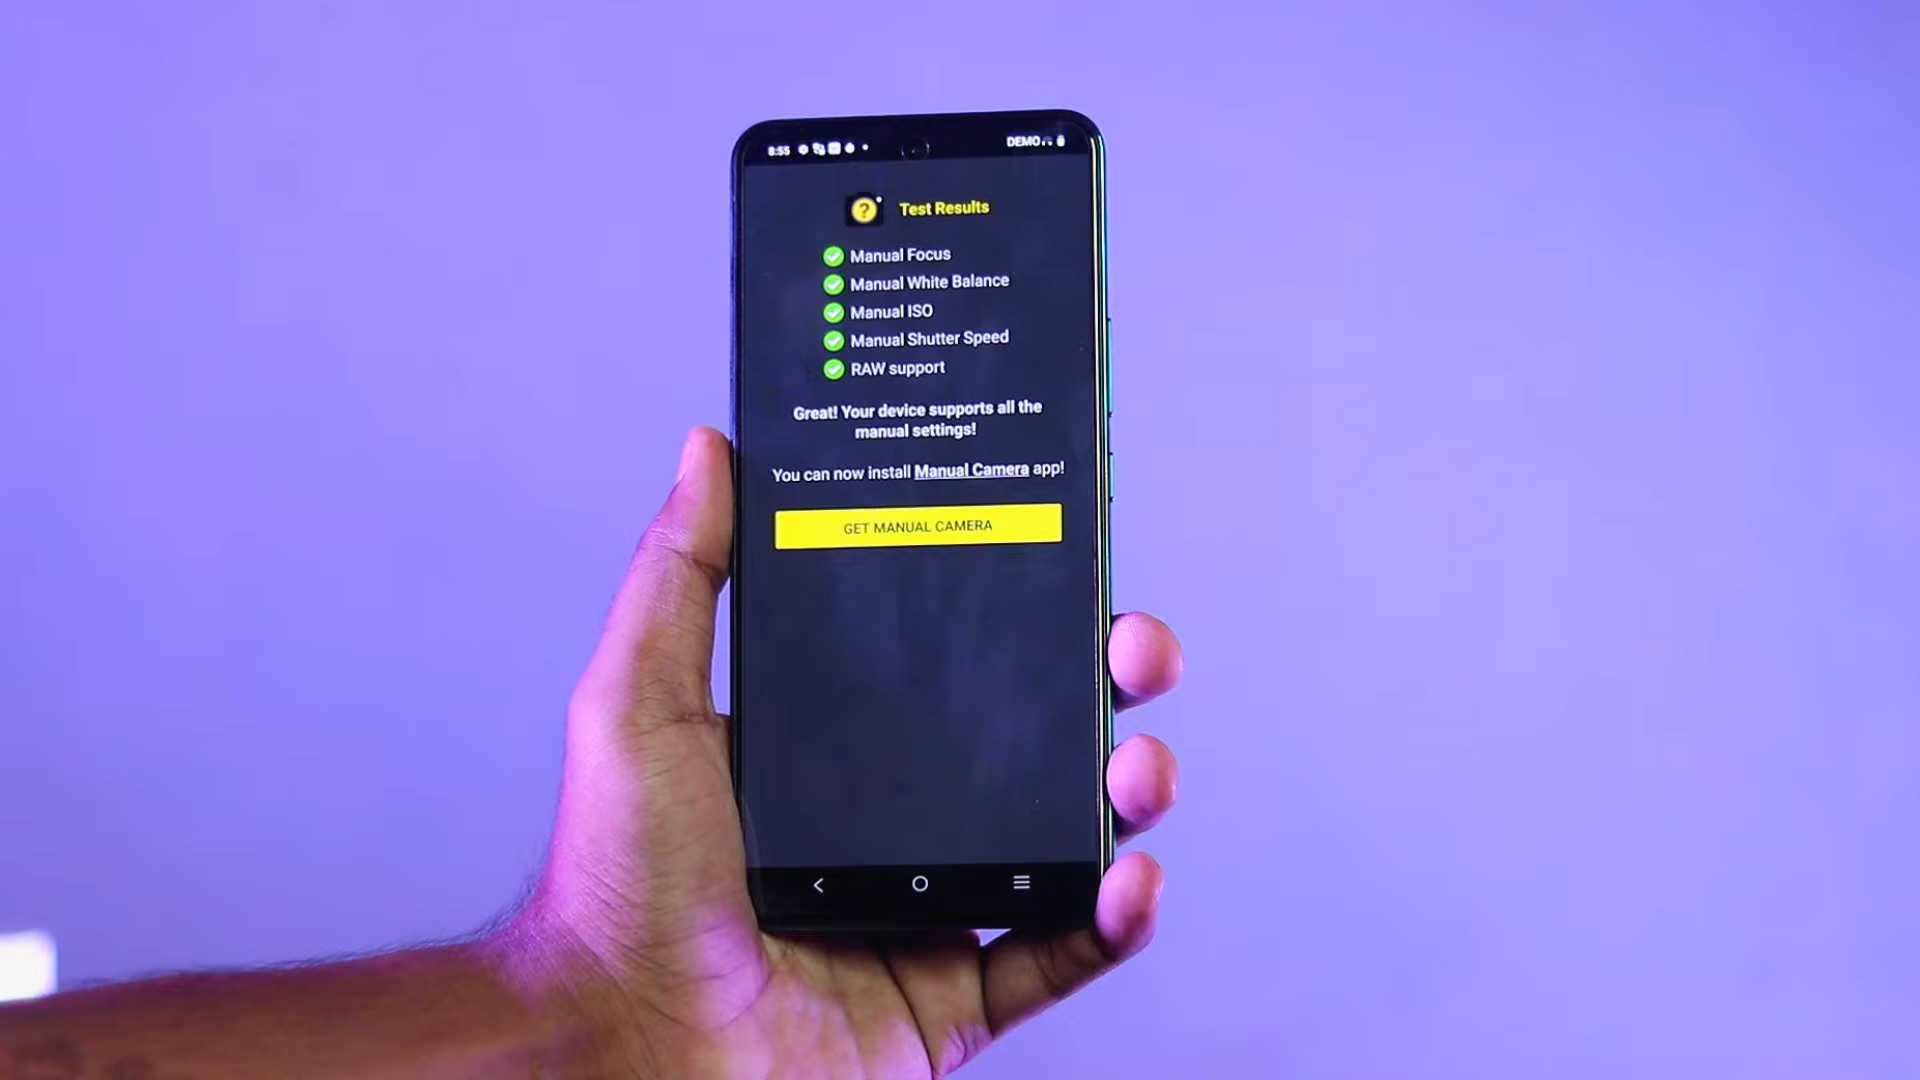 8:55
DEMO
Test Results
Manual Focus
Manual White Balance
Manual ISO
Manual Shutter Speed
RAW support
Great! Your device supports all the
manual settings!
You can now install Manual Camera app!
GET MANUAL CAMERA